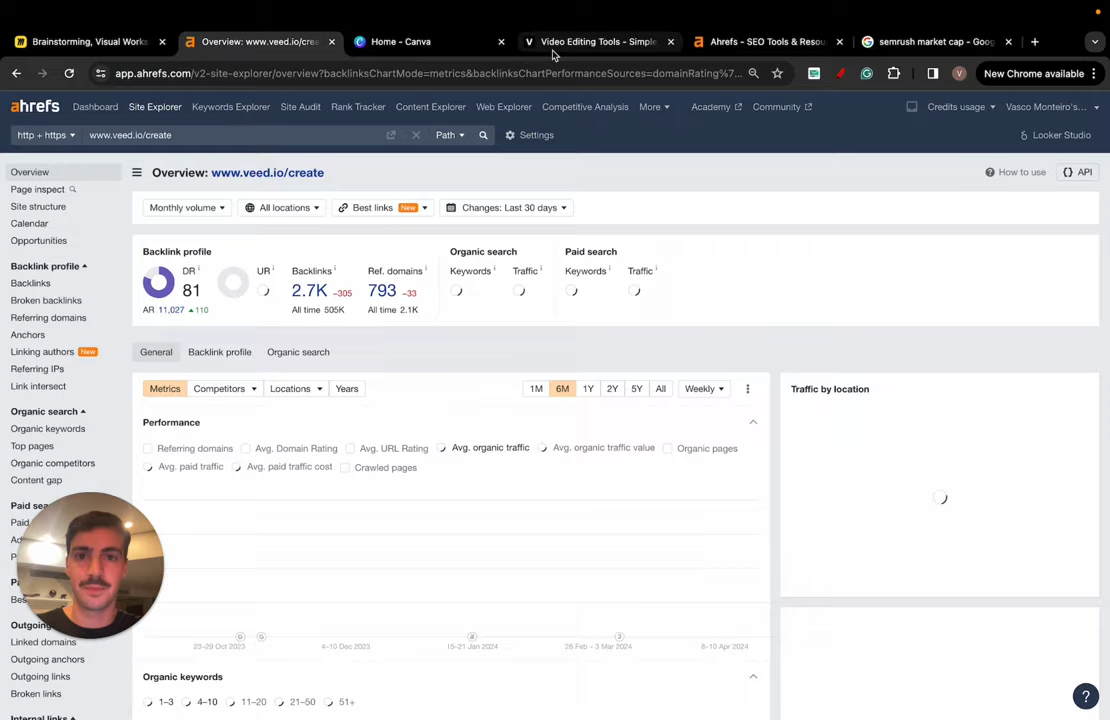 Brainstorming, Visual Works
Overview: www.veed.io/crea
Home - Canva
Video Editing Tools - Simple
Ahrefs - SEO Tools & Resou
semrush market cap - Goog
app.ahrefs.com/v2-site-explorer/overview?backlinksChartMode=metrics&backlinksChartPerformanceSources=domainRating%7...
V
New Chrome available
ahrefs
Dashboard
Site Explorer
Keywords Explorer
Site Audit
Rank Tracker
Content Explorer
Web Explorer
Competitive Analysis
More
Academy
Community
Credits usage
Vasco Monteiro's...
http + https
www.veed.io/create
Path
Settings
Looker Studio
Overview
Page inspect
Site structure
Calendar
Opportunities
Backlink profile
Backlinks
Broken backlinks
Referring domains
Anchors
Linking authors New
Referring IPs
Link intersect
Organic search
Organic keywords
Top pages
Organic competitors
Content gap
Paid sea
Paid
Ad
P
Pa
Bes
Outgoing
Linked domains
Outgoing anchors
Outgoing links
Broken links
Internal links
Overview: www.veed.io/create
How to use
{} API
Monthly volume
All locations
Best links New
Changes: Last 30 days
Backlink profile
DR
81
AR 11,027 110
UR
Backlinks
2.7K -305
All time 505K
Ref. domains
793 -33
All time 2.1K
Organic search
Keywords
Traffic
Paid search
Keywords
Traffic
General
Backlink profile
Organic search
Metrics
Competitors
Locations
Years
1M
6M
1Y
2Y
5Y
All
Weekly
Performance
Referring domains
Avg. Domain Rating
Avg. URL Rating
Avg. organic traffic
Avg. organic traffic value
Organic pages
Avg. paid traffic
Avg. paid traffic cost
Crawled pages
G
G
a
3
23–29 Oct 2023
4–10 Dec 2023
15–21 Jan 2024
26 Feb – 3 Mar 2024
8–10 Apr 2024
Organic keywords
1–3
4–10
11–20
21–50
51+
Traffic by location
?